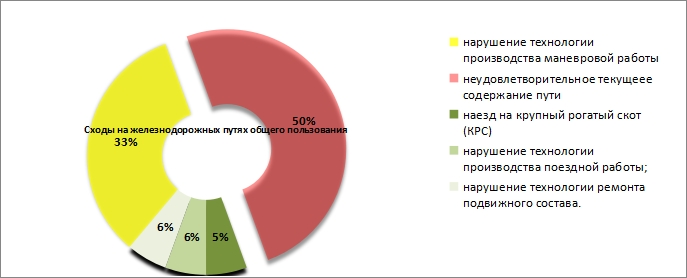 50%
Сходы на железнодорожных путях общего пользования
33%
6%
6%
5%
нарушение технологии
производства маневровой работы
неудовлетворительное текущеее
содержание пути
наезд на крупный рогатый скот
(КРС)
нарушение технологии
производства поездной работы;
нарушение технологии ремонта
подвижного состава.